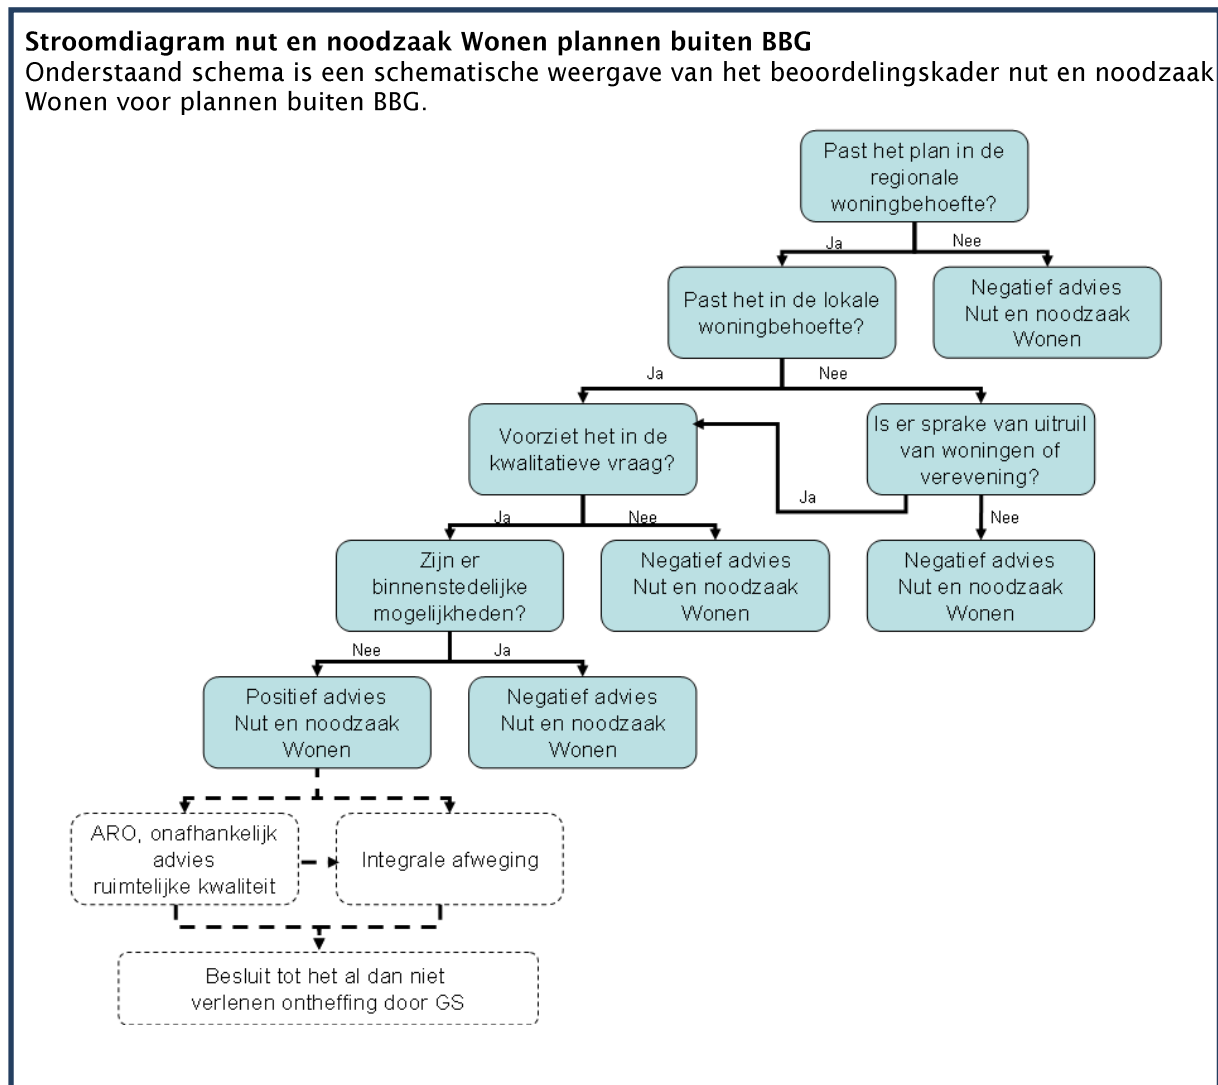 Stroomdiagram nut en noodzaak Wonen plannen buiten BBG
Onderstaand schema is een schematische weergave van het beoordelingskader nut en noodzaak
Wonen voor plannen buiten BBG.
Past het plan in de
regionale
woningbehoefte?
Ja
Nee
Past het in de lokale
woningbehoefte?
Negatief advies
Nut en noodzaak
Wonen
Ja
Nee
Voorziet het in de
kwalitatieve vraag?
Is er sprake van uitruil
van woningen of
verevening?
Ja
Ja
Nee
Nee
Zijn er
binnenstedelijke
mogelijkheden?
Negatief advies
Nut en noodzaak
Wonen
Negatief advies
Nut en noodzaak
Wonen
Nee
Ja
Positief advies
Nut en noodzaak
Wonen
Negatief advies
Nut en noodzaak
Wonen
ARO, onafhankelijk
advies
ruimtelijke kwaliteit
Integrale afweging
Besluit tot het al dan niet
verlenen ontheffing door GS